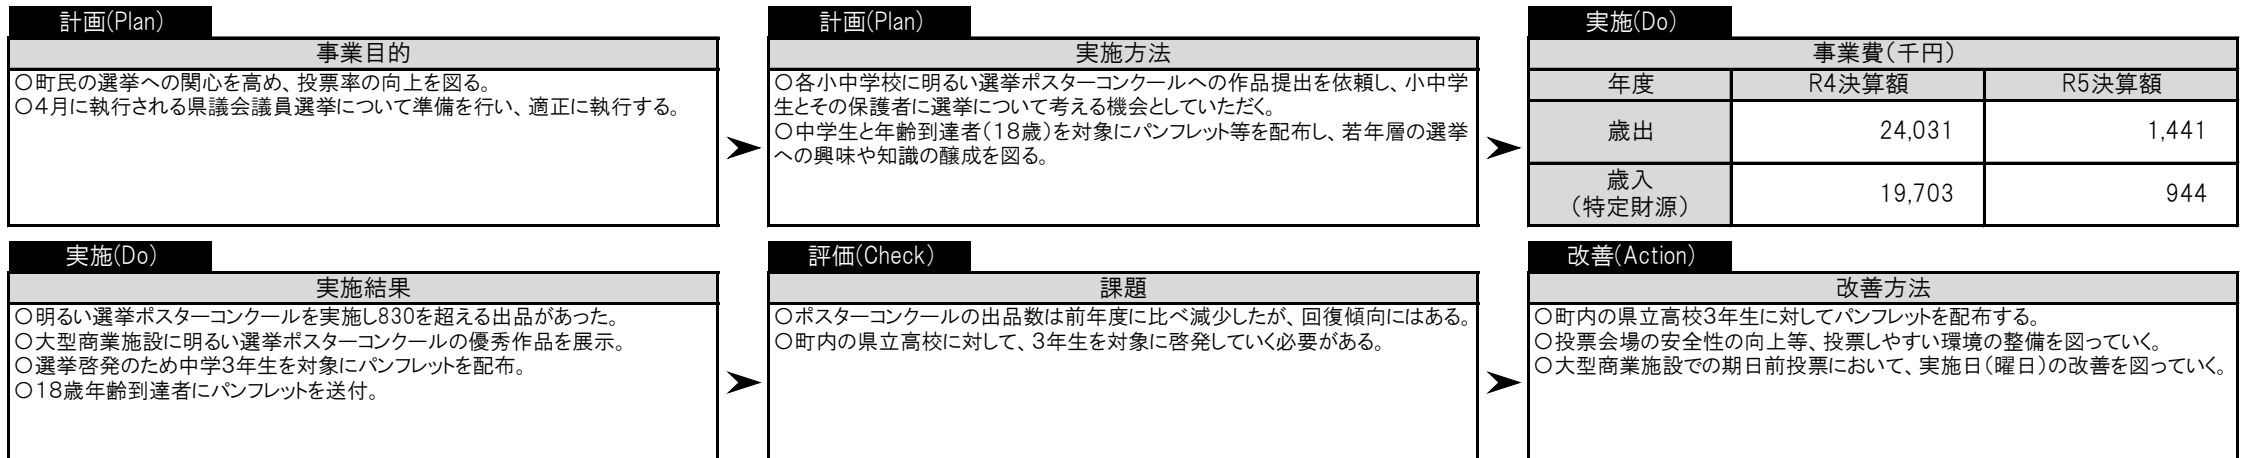 計画(Plan)
事業目的
○町民の選挙への関心を高め、投票率の向上を図る。
○4月に執行される県議会議員選挙について準備を行い、適正に執行する。
計画(Plan)
実施方法
○各小中学校に明るい選挙ポスターコンクールへの作品提出を依頼し、小中学
生とその保護者に選挙について考える機会としていただく。
○中学生と年齢到達者(18歳)を対象にパンフレット等を配布し、若年層の選挙
への興味や知識の醸成を図る。
実施(Do)
事業費(千円)
年度 R4決算額 R5決算額
歳出 24,031 1,441
歳入
(特定財源) 19,703 944
実施(Do)
実施結果
○明るい選挙ポスターコンクールを実施し830を超える出品があった。
○大型商業施設に明るい選挙ポスターコンクールの優秀作品を展示。
○選挙啓発のため中学3年生を対象にパンフレットを配布。
○18歳年齢到達者にパンフレットを送付。
評価(Check)
課題
○ポスターコンクールの出品数は前年度に比べ減少したが、回復傾向にはある。
○町内の県立高校に対して、3年生を対象に啓発していく必要がある。
改善(Action)
改善方法
○町内の県立高校3年生に対してパンフレットを配布する。
○投票会場の安全性の向上等、投票しやすい環境の整備を図っていく。
○大型商業施設での期日前投票において、実施日(曜日)の改善を図っていく。